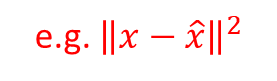 e.g. ‖x − x̂‖²